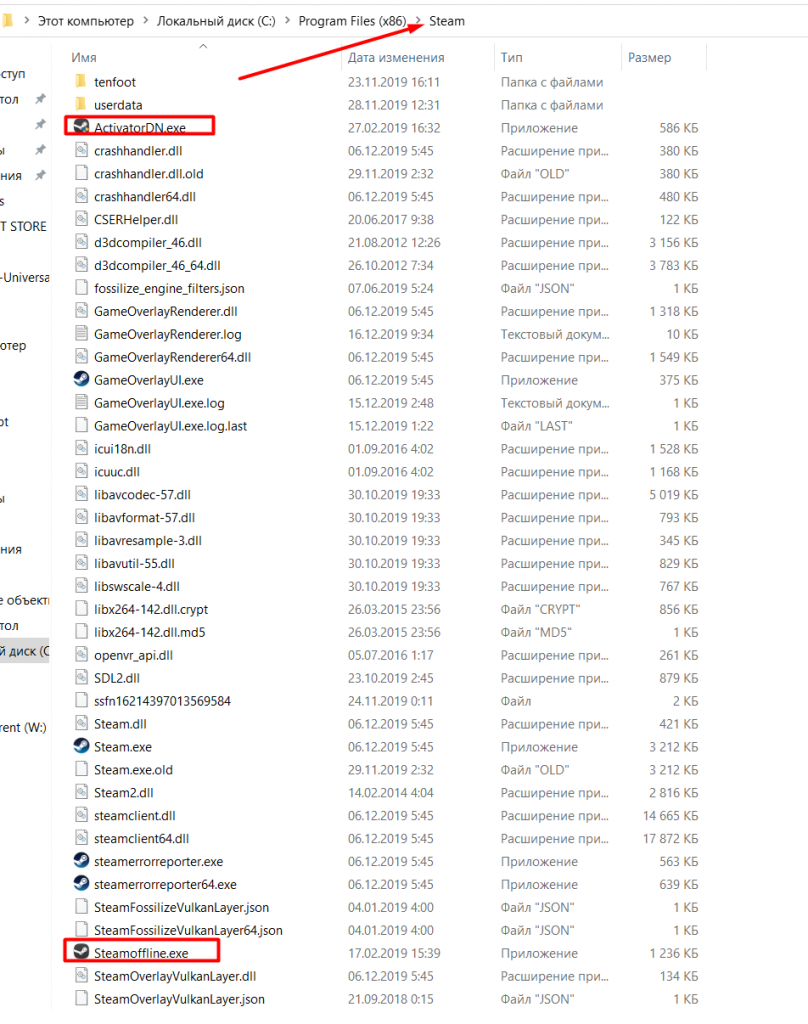 Этот компьютер > Локальный диск (C:) > Program Files (x86) > Steam
Имя Дата изменения Тип Размер
tenfoot 23.11.2019 16:11 Папка с файлами
userdata 28.11.2019 12:31 Папка с файлами
ActivatorDN.exe 27.02.2019 16:32 Приложение 586 КБ
crashhandler.dll 06.12.2019 5:45 Расширение при... 380 КБ
crashhandler.dll.old 29.11.2019 2:32 Файл "OLD" 380 КБ
crashhandler64.dll 06.12.2019 5:45 Расширение при... 480 КБ
CSERHelper.dll 20.06.2017 9:38 Расширение при... 122 КБ
d3dcompiler_46.dll 21.08.2012 12:26 Расширение при... 3 156 КБ
d3dcompiler_46_64.dll 26.10.2012 7:34 Расширение при... 3 783 КБ
fossilize_engine_filters.json 07.06.2019 5:24 Файл "JSON" 1 КБ
GameOverlayRenderer.dll 06.12.2019 5:45 Расширение при... 1 318 КБ
GameOverlayRenderer.log 16.12.2019 9:34 Текстовый докум... 10 КБ
GameOverlayRenderer64.dll 06.12.2019 5:45 Расширение при... 1 549 КБ
GameOverlayUI.exe 06.12.2019 5:45 Приложение 375 КБ
GameOverlayUI.exe.log 15.12.2019 2:48 Текстовый докум... 1 КБ
GameOverlayUI.exe.log.last 15.12.2019 1:22 Файл "LAST" 1 КБ
icui18n.dll 01.09.2016 4:02 Расширение при... 1 528 КБ
icuuc.dll 01.09.2016 4:02 Расширение при... 1 168 КБ
libavcodec-57.dll 30.10.2019 19:33 Расширение при... 5 019 КБ
libavformat-57.dll 30.10.2019 19:33 Расширение при... 793 КБ
libavresample-3.dll 30.10.2019 19:33 Расширение при... 345 КБ
libavutil-55.dll 30.10.2019 19:33 Расширение при... 829 КБ
libswscale-4.dll 30.10.2019 19:33 Расширение при... 767 КБ
libx264-142.dll.crypt 26.03.2015 23:56 Файл "CRYPT" 856 КБ
libx264-142.dll.md5 26.03.2015 23:56 Файл "MD5" 1 КБ
openvr_api.dll 05.07.2016 1:17 Расширение при... 261 КБ
SDL2.dll 23.10.2019 2:45 Расширение при... 879 КБ
ssfn16214397013569584 24.11.2019 0:11 Файл 2 КБ
Steam.dll 06.12.2019 5:45 Расширение при... 421 КБ
Steam.exe 06.12.2019 5:45 Приложение 3 212 КБ
Steam.exe.old 29.11.2019 2:32 Файл "OLD" 3 212 КБ
Steam2.dll 14.02.2014 4:04 Расширение при... 2 816 КБ
steamclient.dll 06.12.2019 5:45 Расширение при... 14 665 КБ
steamclient64.dll 06.12.2019 5:45 Расширение при... 17 872 КБ
steamerrorreporter.exe 06.12.2019 5:45 Приложение 563 КБ
steamerrorreporter64.exe 06.12.2019 5:45 Приложение 639 КБ
SteamFossilizeVulkanLayer.json 04.01.2019 4:00 Файл "JSON" 1 КБ
SteamFossilizeVulkanLayer64.json 04.01.2019 4:00 Файл "JSON" 1 КБ
Steamoffline.exe 17.02.2019 15:39 Приложение 1 236 КБ
SteamOverlayVulkanLayer.dll 06.12.2019 5:45 Расширение при... 134 КБ
SteamOverlayVulkanLayer.json 21.09.2018 0:15 Файл "JSON" 1 КБ
ступ
тол
ы
ния
s
T STORE
-Universa
отер
pt
ы
ния
е объект
тол
й диск (C
rent (W:)